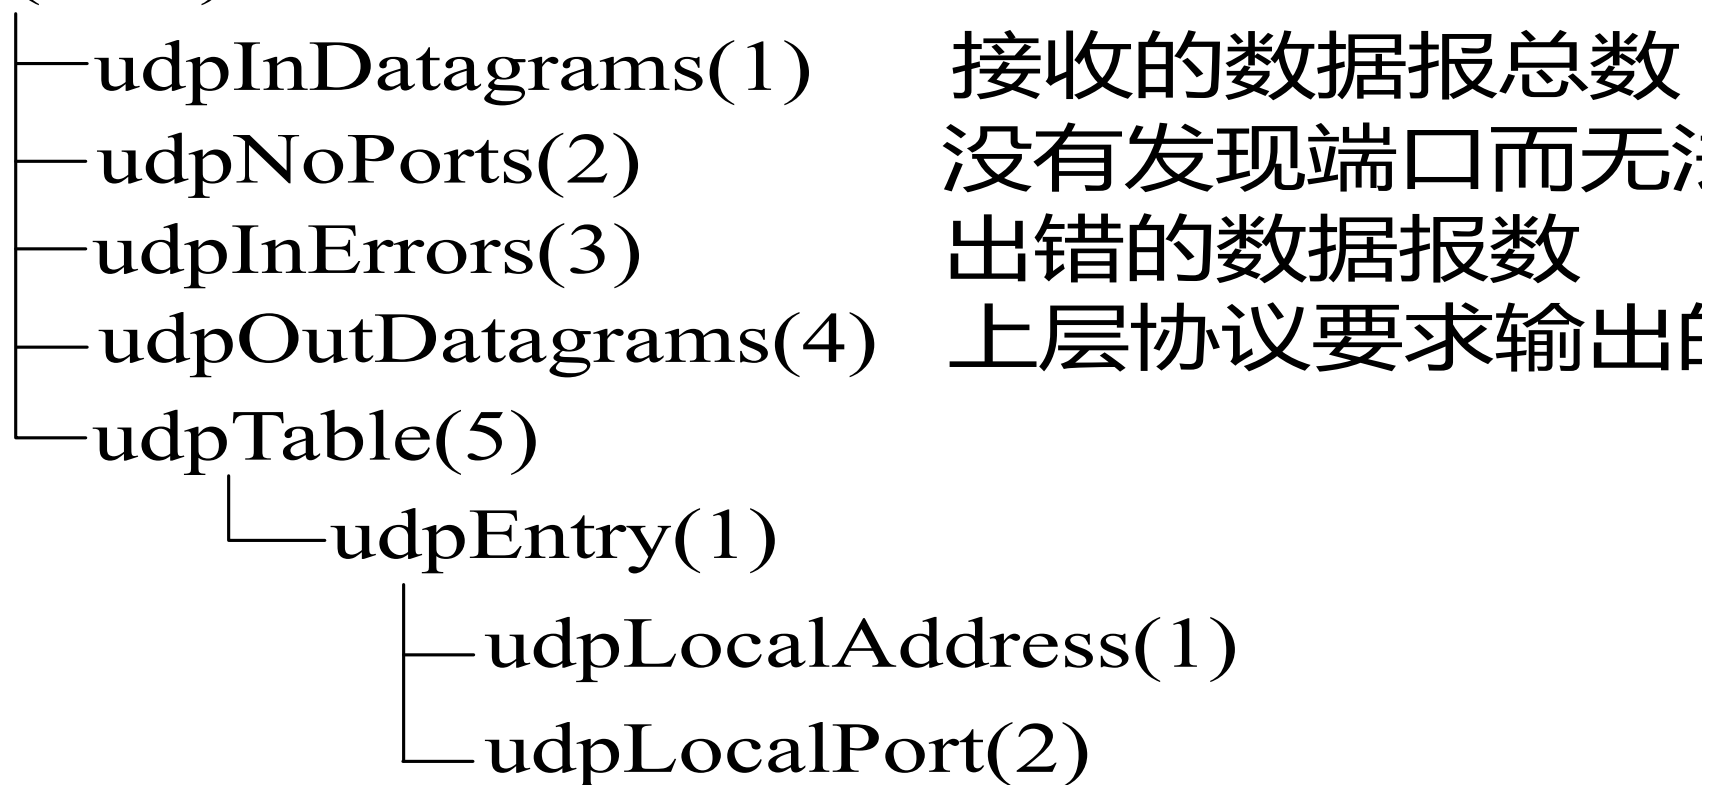 udpInDatagrams(1) 接收的数据报总数
udpNoPorts(2) 没有发现端口而无
udpInErrors(3) 出错的数据报数
udpOutDatagrams(4) 上层协议要求输出
udpTable(5)
udpEntry(1)
udpLocalAddress(1)
udpLocalPort(2)